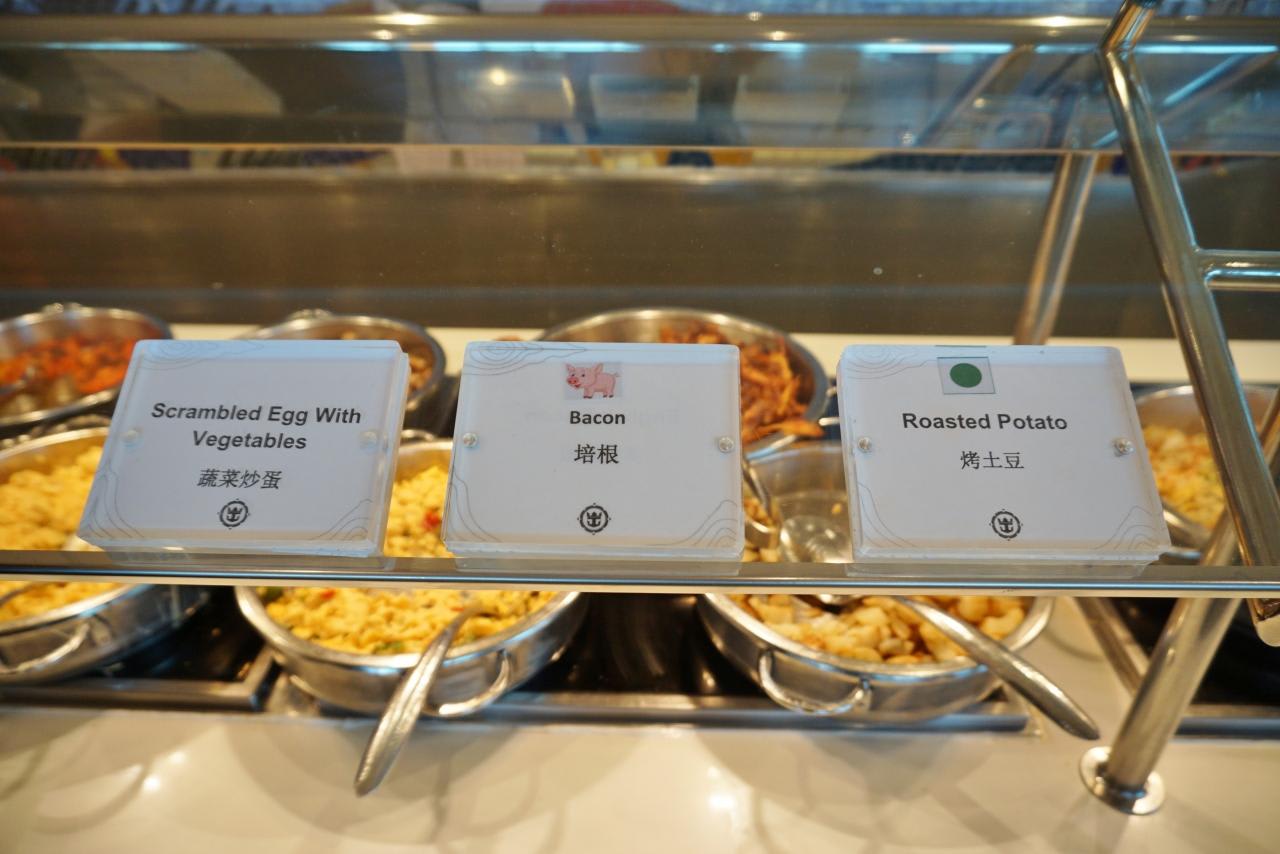 Scrambled Egg With
Vegetables
蔬菜炒蛋
Bacon
培根
Roasted Potato
烤土豆